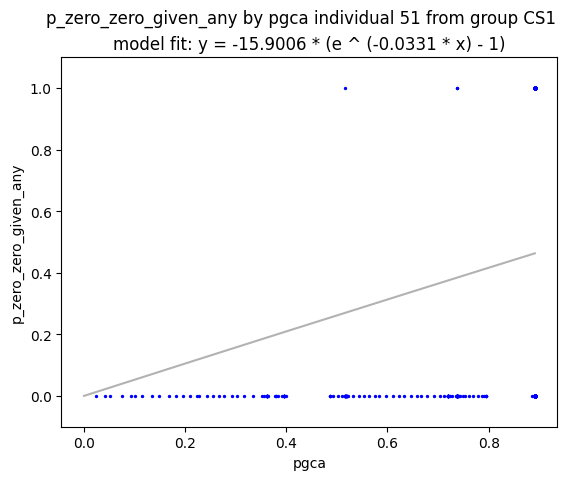 p_zero_zero_given_any by pgca individual 51 from group CS1
model fit: y = -15.9006 * (e ^ (-0.0331 * x) - 1)
1.0
0.8
0.6
0.4
0.2
0.0
p_zero_zero_given_any
0.0 0.2 0.4 0.6 0.8
pgca